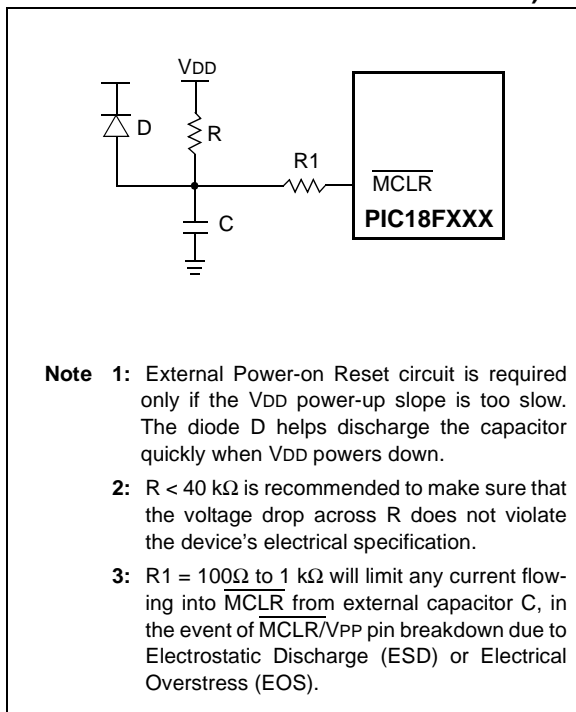 VDD
D
R
R1
MCLR
C
PIC18FXXX
Note 1: External Power-on Reset circuit is required
only if the VDD power-up slope is too slow.
The diode D helps discharge the capacitor
quickly when VDD powers down.
2: R < 40 kΩ is recommended to make sure that
the voltage drop across R does not violate
the device's electrical specification.
3: R1 = 100Ω to 1 kΩ will limit any current flow-
ing into MCLR from external capacitor C, in
the event of MCLR/VPP pin breakdown due to
Electrostatic Discharge (ESD) or Electrical
Overstress (EOS).